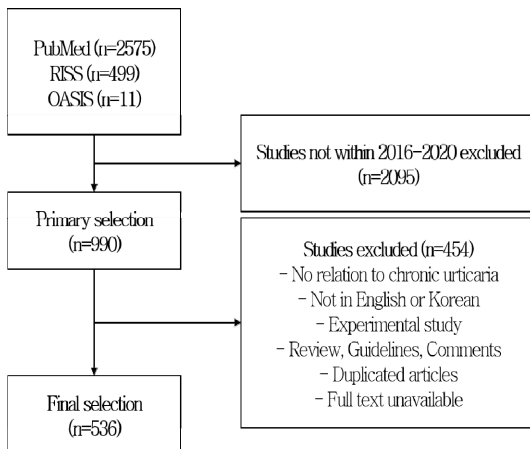 PubMed (n=2575)
RISS (n=499)
OASIS (n=11)
Studies not within 2016-2020 excluded
(n=2095)
Primary selection
(n=990)
Studies excluded (n=454)
- No relation to chronic urticaria
- Not in English or Korean
- Experimental study
- Review, Guidelines, Comments
- Duplicated articles
- Full text unavailable
Final selection
(n=536)